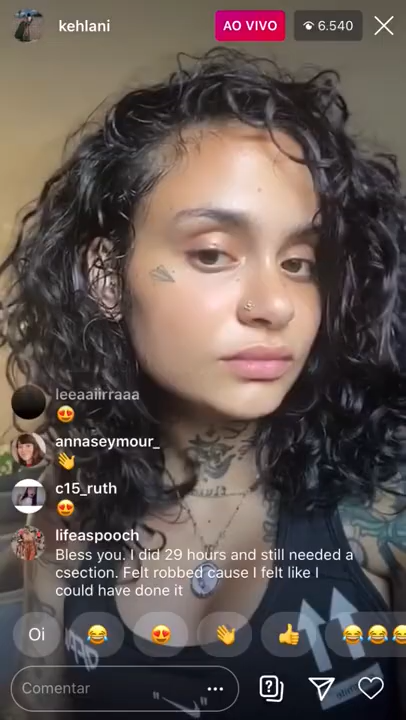 kehlani
AO VIVO
6.540
leeaaiirraaa
annaseymour_
c15_ruth
lifeaspooch
Bless you. I did 29 hours and still needed a
csection. Felt robbed cause I felt like I
could have done it
Oi
Comentar